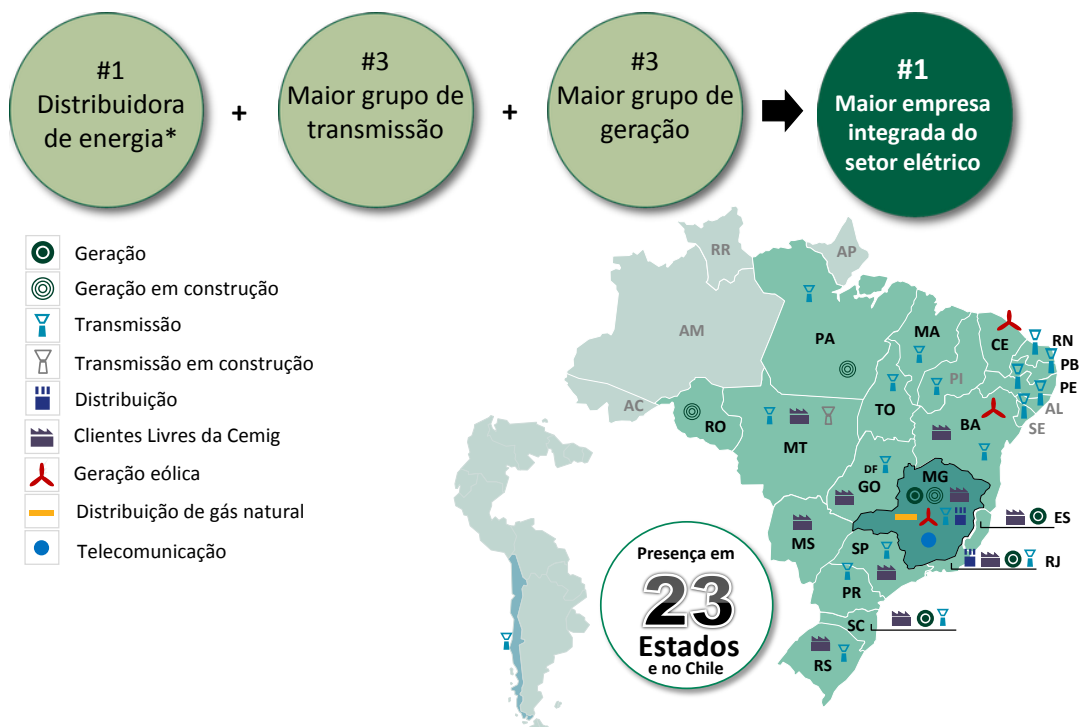 #1
Distribuidora
de energia*
+
#3
Maior grupo de
transmissão
+
#3
Maior grupo de
geração
#1
Maior empresa
integrada do
setor elétrico
Geração
Geração em construção
Transmissão
Transmissão em construção
Distribuição
Clientes Livres da Cemig
Geração eólica
Distribuição de gás natural
Telecomunicação
RR
AP
AM
PA
MA
CE
RN
PB
PI
PE
AC
RO
TO
AL
SE
MT
BA
DF
GO
MG
ES
MS
SP
RJ
PR
SC
RS
Presença em
23
Estados
e no Chile